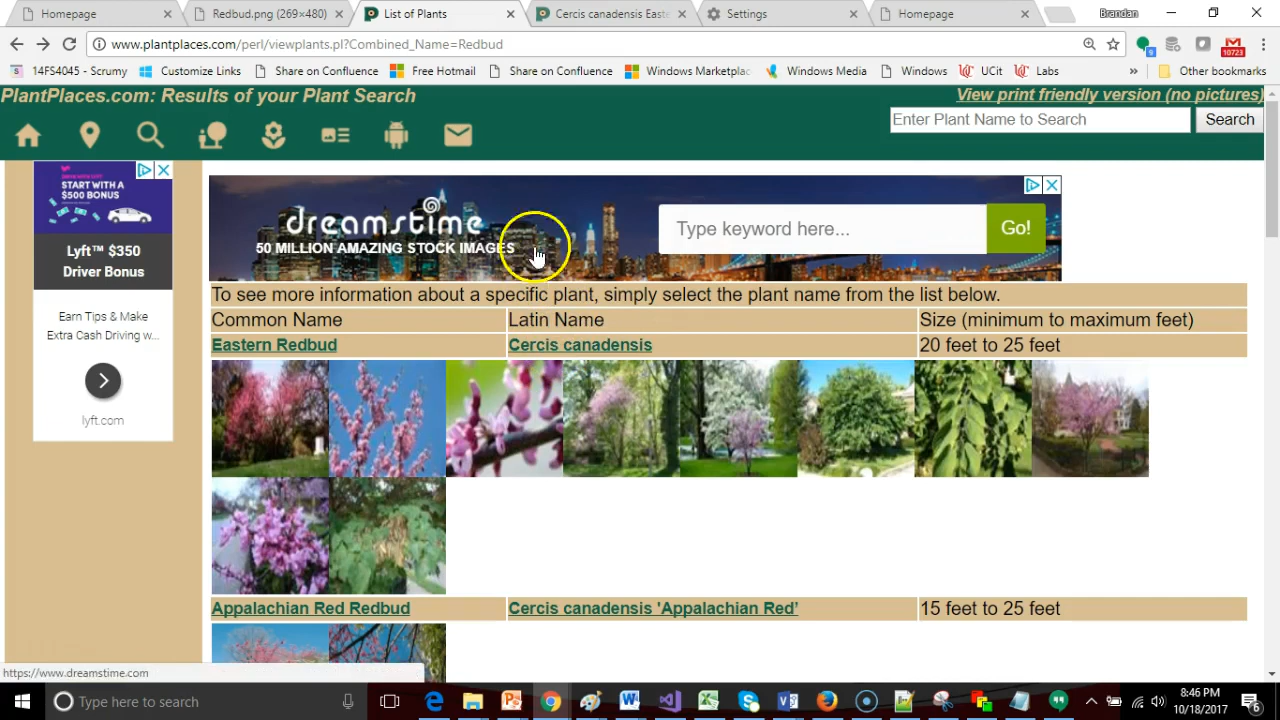 Homepage
Redbud.png (269×480)
List of Plants
Cercis canadensis Easte
Settings
Homepage
Brandan
www.plantplaces.com/perl/viewplants.pl?Combined_Name=Redbud
9
10723
14FS4045 - Scrumy
Customize Links
Share on Confluence
Free Hotmail
Share on Confluence
Windows Marketplac
Windows Media
Windows
UCit
Labs
»
Other bookmarks
PlantPlaces.com: Results of your Plant Search
View print friendly version (no pictures)
Enter Plant Name to Search
Search
START WITH A
$500 BONUS
Lyft™ $350
Driver Bonus
Earn Tips & Make
Extra Cash Driving w...
lyft.com
dreamstime
50 MILLION AMAZING STOCK IMAGES
Type keyword here...
Go!
To see more information about a specific plant, simply select the plant name from the list below.
Common Name
Latin Name
Size (minimum to maximum feet)
Eastern Redbud
Cercis canadensis
20 feet to 25 feet
Appalachian Red Redbud
Cercis canadensis 'Appalachian Red'
15 feet to 25 feet
https://www.dreamstime.com
Type here to search
8:46 PM
10/18/2017
6